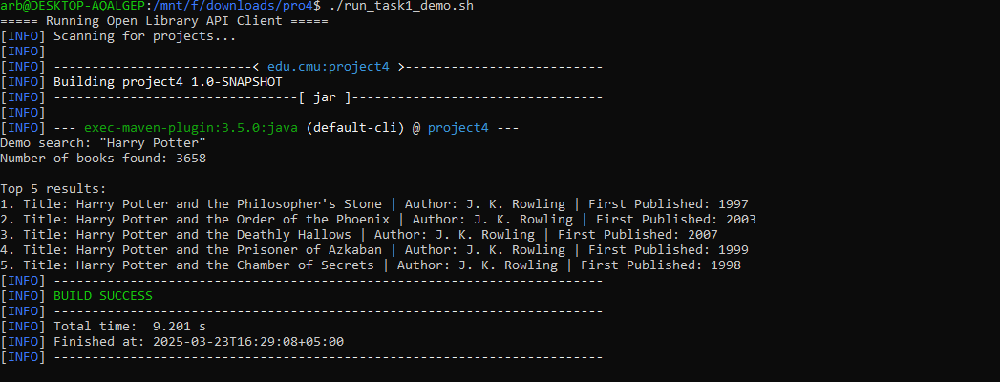 arb@DESKTOP-AQALGEP:/mnt/f/downloads/pro4$ ./run_task1_demo.sh
===== Running Open Library API Client =====
[INFO] Scanning for projects...
[INFO]
[INFO] --------------------------< edu.cmu:project4 >--------------------------
[INFO] Building project4 1.0-SNAPSHOT
[INFO] --------------------------------[ jar ]---------------------------------
[INFO]
[INFO] --- exec-maven-plugin:3.5.0:java (default-cli) @ project4 ---
Demo search: "Harry Potter"
Number of books found: 3658
Top 5 results:
1. Title: Harry Potter and the Philosopher's Stone | Author: J. K. Rowling | First Published: 1997
2. Title: Harry Potter and the Order of the Phoenix | Author: J. K. Rowling | First Published: 2003
3. Title: Harry Potter and the Deathly Hallows | Author: J. K. Rowling | First Published: 2007
4. Title: Harry Potter and the Prisoner of Azkaban | Author: J. K. Rowling | First Published: 1999
5. Title: Harry Potter and the Chamber of Secrets | Author: J. K. Rowling | First Published: 1998
[INFO] ------------------------------------------------------------------------
[INFO] BUILD SUCCESS
[INFO] ------------------------------------------------------------------------
[INFO] Total time:  9.201 s
[INFO] Finished at: 2025-03-23T16:29:08+05:00
[INFO] ------------------------------------------------------------------------